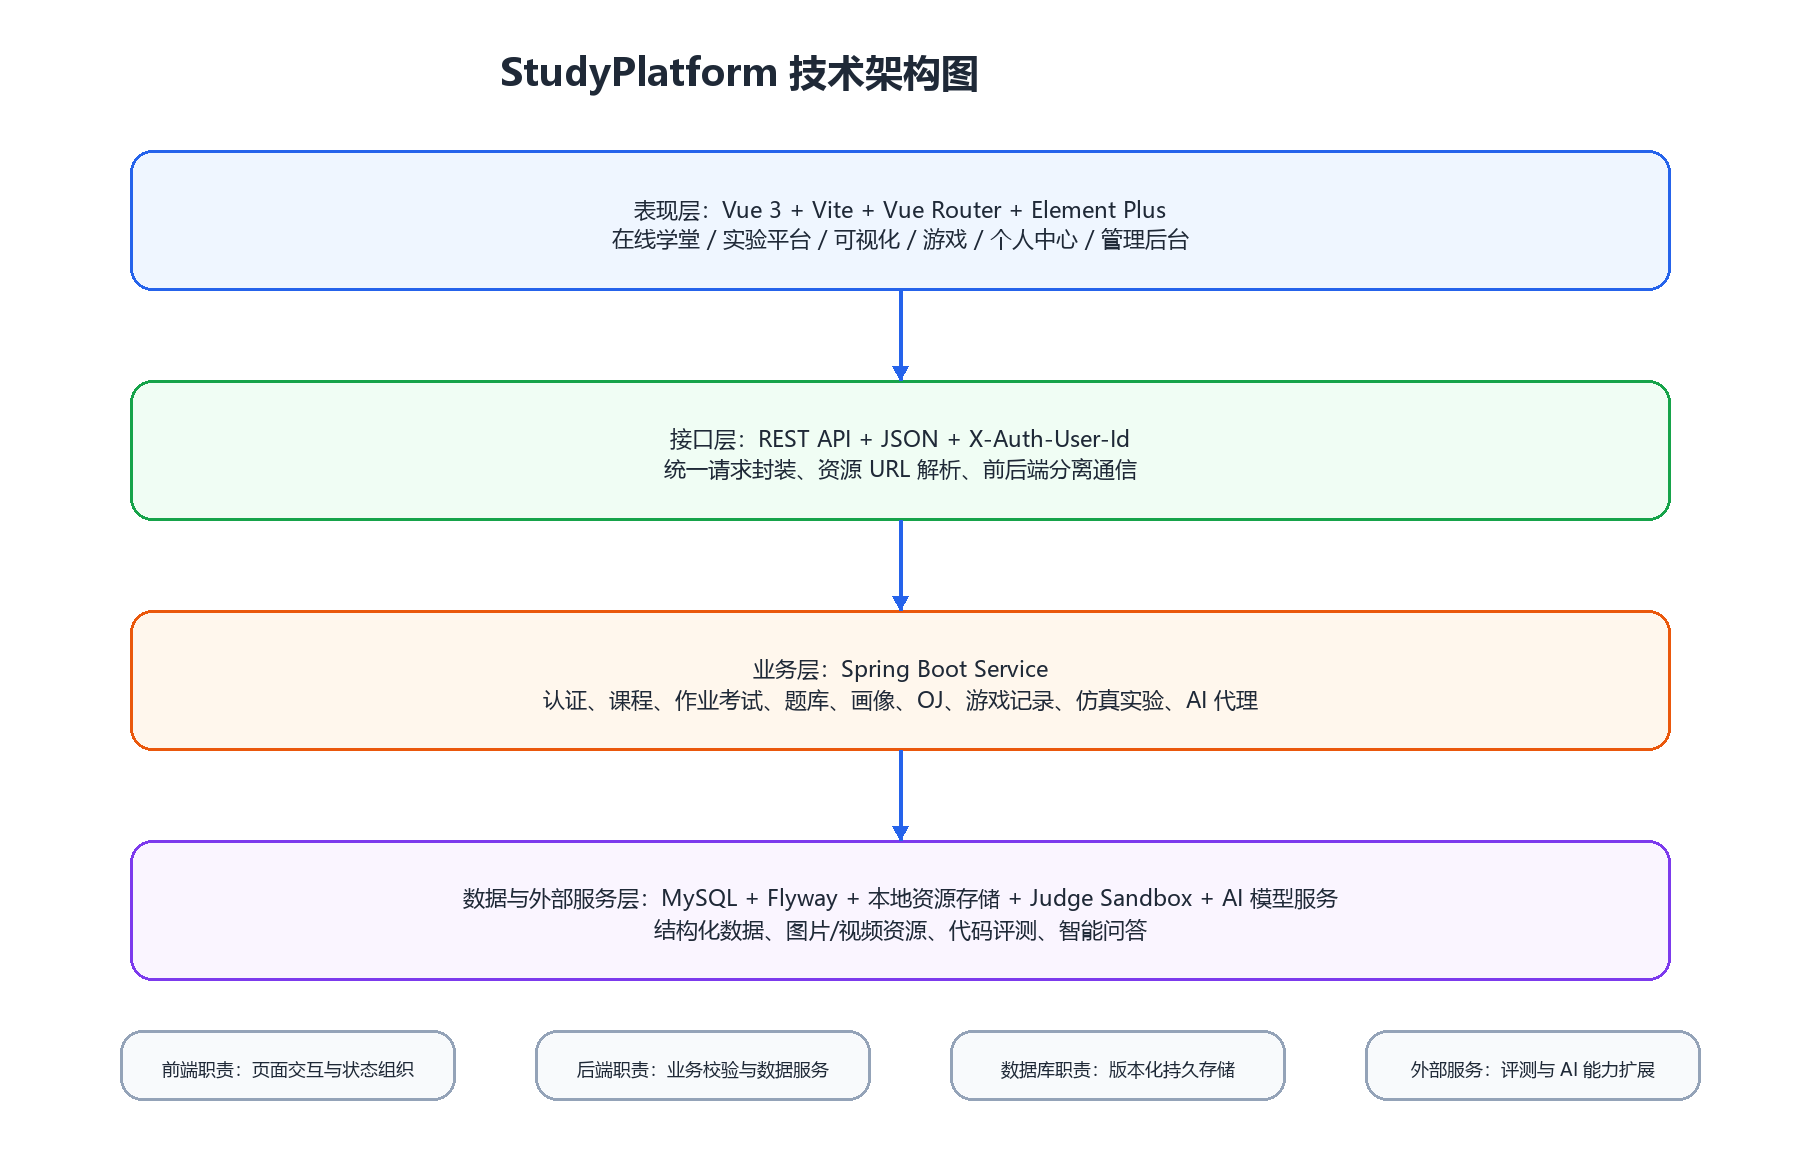 StudyPlatform 技术架构图
表现层：Vue 3 + Vite + Vue Router + Element Plus
在线学堂 / 实验平台 / 可视化 / 游戏 / 个人中心 / 管理后台
接口层：REST API + JSON + X-Auth-User-Id
统一请求封装、资源 URL 解析、前后端分离通信
业务层：Spring Boot Service
认证、课程、作业考试、题库、画像、OJ、游戏记录、仿真实验、AI 代理
数据与外部服务层：MySQL + Flyway + 本地资源存储 + Judge Sandbox + AI 模型服务
结构化数据、图片/视频资源、代码评测、智能问答
前端职责：页面交互与状态组织
后端职责：业务校验与数据服务
数据库职责：版本化持久存储
外部服务：评测与 AI 能力扩展